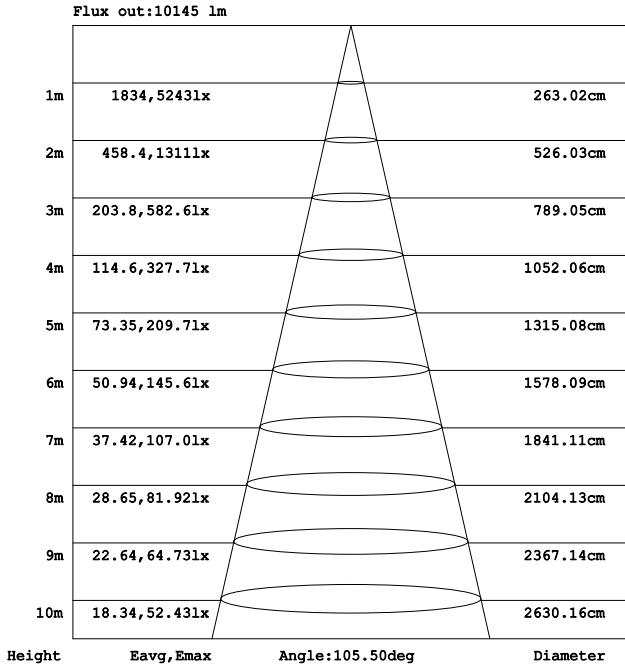 Flux out:10145 lm
1m 1834,5243lx 263.02cm
2m 458.4,1311lx 526.03cm
3m 203.8,582.6lx 789.05cm
4m 114.6,327.7lx 1052.06cm
5m 73.35,209.7lx 1315.08cm
6m 50.94,145.6lx 1578.09cm
7m 37.42,107.0lx 1841.11cm
8m 28.65,81.92lx 2104.13cm
9m 22.64,64.73lx 2367.14cm
10m 18.34,52.43lx 2630.16cm
Height Eavg,Emax Angle:105.50deg Diameter